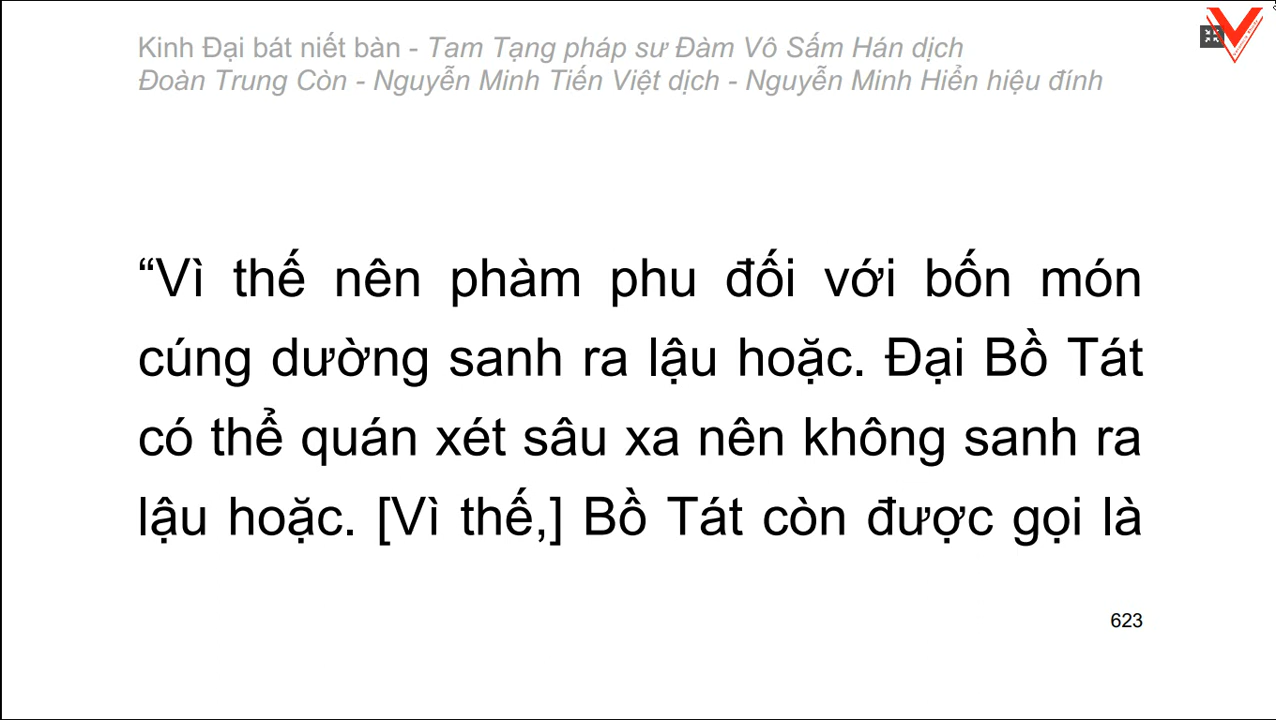 Kinh Đại bát niết bàn - Tam Tạng pháp sư Đàm Vô Sấm Hán dịch
Đoàn Trung Còn - Nguyễn Minh Tiến Việt dịch - Nguyễn Minh Hiển hiệu đính
“Vì thế nên phàm phu đối với bốn món
cúng dường sanh ra lậu hoặc. Đại Bồ Tát
có thể quán xét sâu xa nên không sanh ra
lậu hoặc. [Vì thế,] Bồ Tát còn được gọi là
623